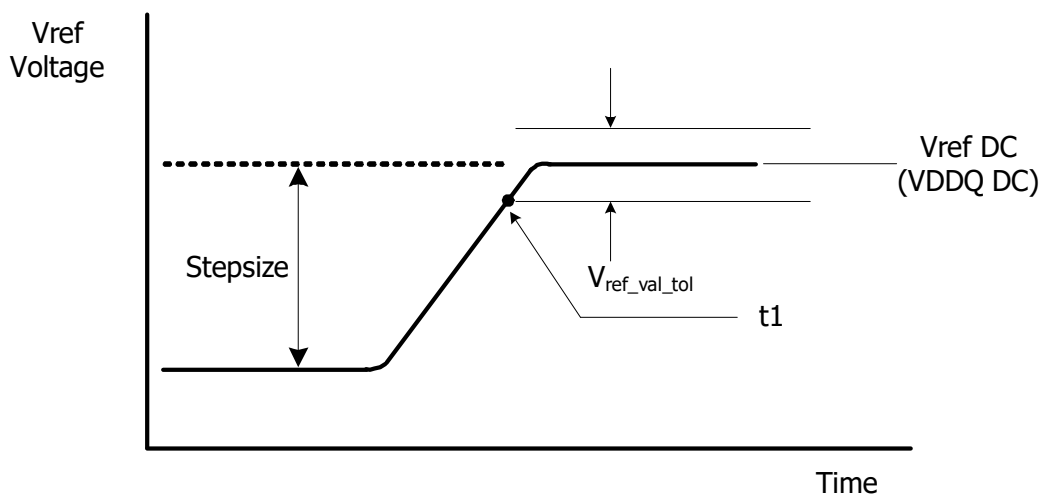 Vref
Voltage
Vref DC
(VDDQ DC)
Stepsize
Vref_val_tol
t1
Time